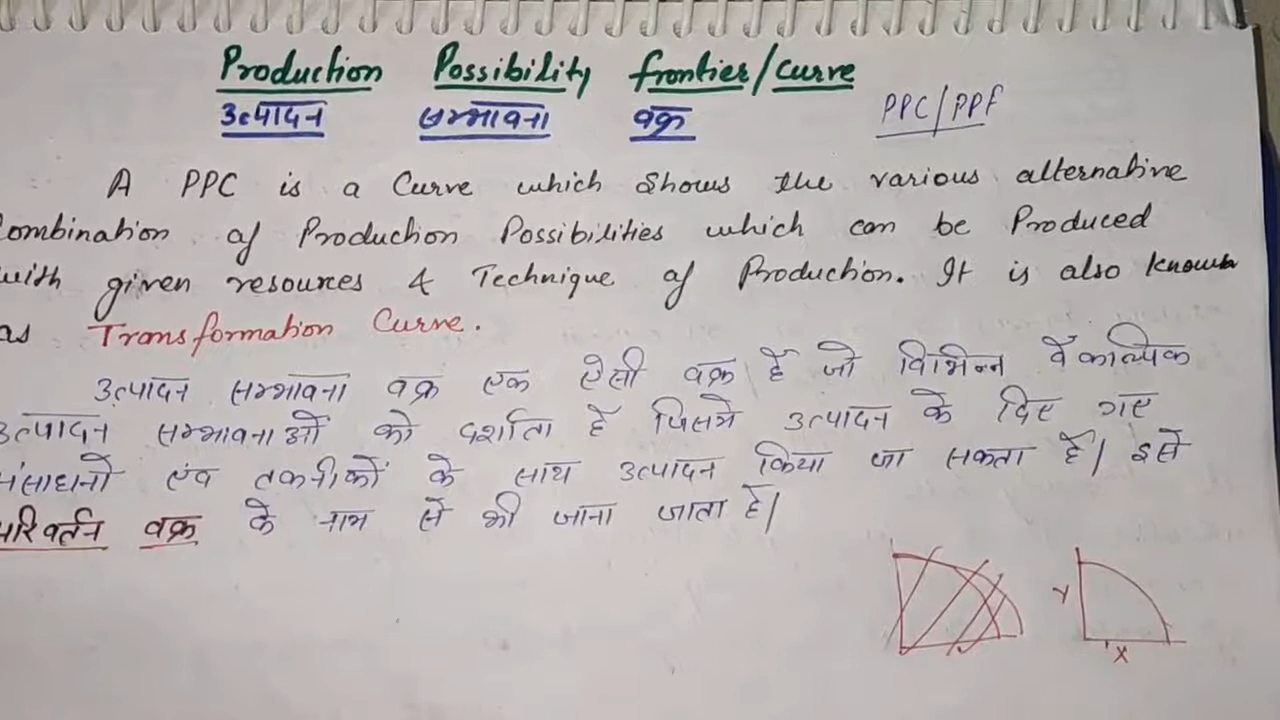 Production Possibility frontier/curve
उत्पादन सम्भावना वक्र PPC/PPF
A PPC is a Curve which Shows the various alternative
Combination of Production Possibilities which can be Produced
with given resources & Technique of Production. It is also known
as Transformation Curve.
उत्पादन सम्भावना वक्र एक ऐसी वक्र है जो विभिन्न वैकल्पिक
उत्पादन सम्भावनाओं को दर्शाता है जिसमे उत्पादन के दिए गए
संसाधनों एंव तकनीकों के साथ उत्पादन किया जा सकता है। इसे
परिवर्तन वक्र के नाम से भी जाना जाता है।
Y
X